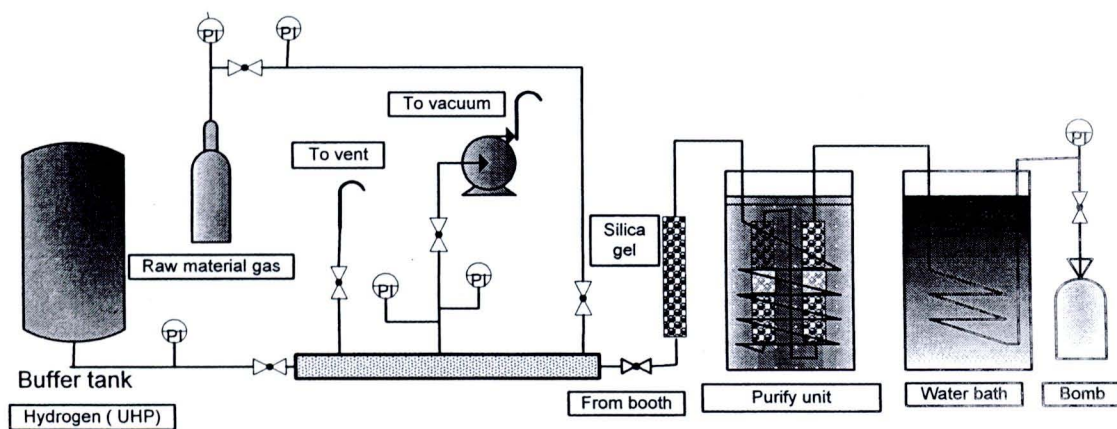 PI
PI
To vacuum
To vent
PI
Silica
gel
Raw material gas
PI
PI
PI
Buffer tank
Hydrogen ( UHP)
From booth
Purify unit
Water bath
Bomb